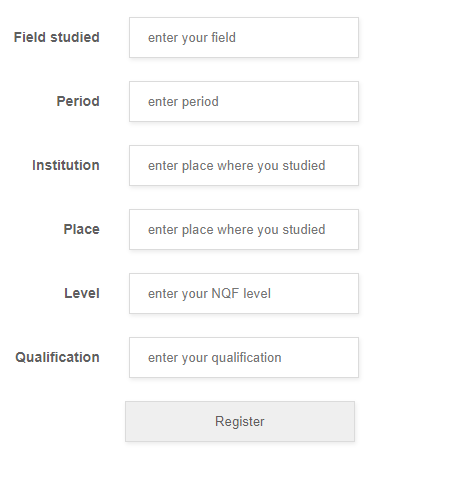 Field studied enter your field
Period enter period
Institution enter place where you studied
Place enter place where you studied
Level enter your NQF level
Qualification enter your qualification
Register